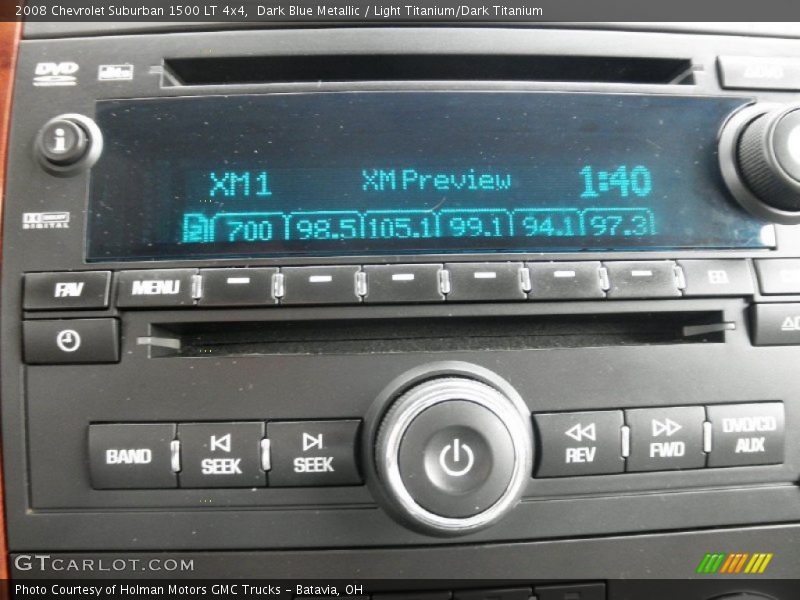 2008 Chevrolet Suburban 1500 LT 4x4,  Dark Blue Metallic / Light Titanium/Dark Titanium
DVD
i
XM1 XM Preview 1:40
700 98.5 105.1 99.1 94.1 97.3
DIGITAL
FAV MENU
BAND SEEK SEEK REV FWD DVD/CD AUX
GTCARLOT.COM
Photo Courtesy of Holman Motors GMC Trucks - Batavia, OH